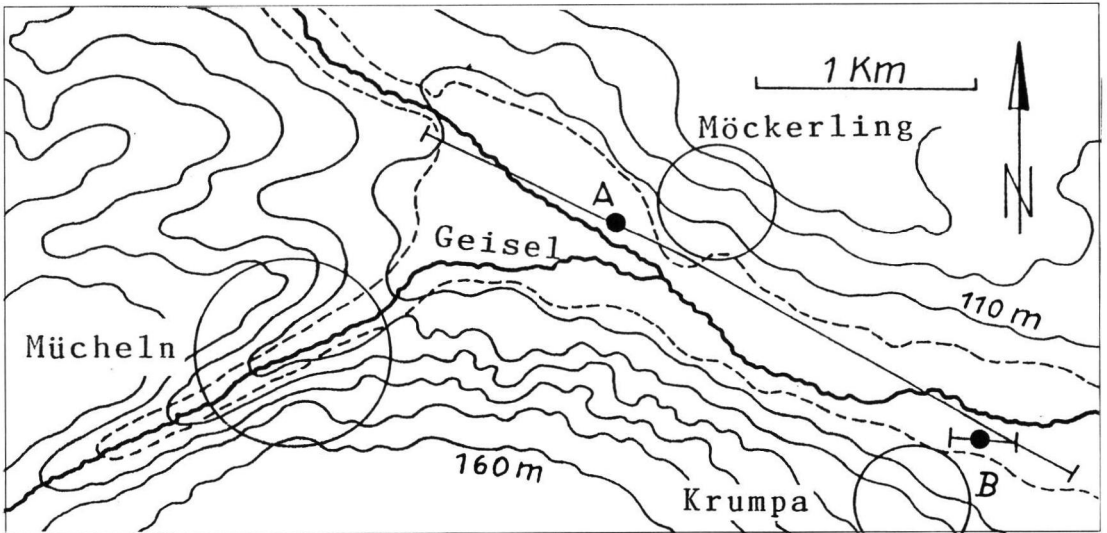 1 Km
Möckerling
N
A
Geisel
110 m
Mücheln
160 m
B
Krumpa